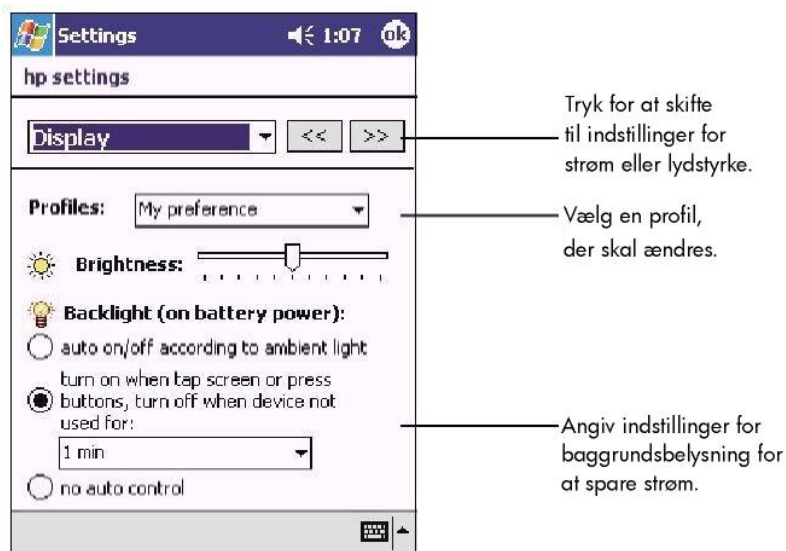 Settings 1:07 ok
hp settings
Display << >>
Tryk for at skifte
til indstillinger for
strøm eller lydstyrke.
Profiles: My preference
Vælg en profil,
der skal ændres.
Brightness:
Backlight (on battery power):
auto on/off according to ambient light
turn on when tap screen or press
buttons, turn off when device not
used for:
1 min
Angiv indstillinger for
baggrundsbelysning for
at spare strøm.
no auto control